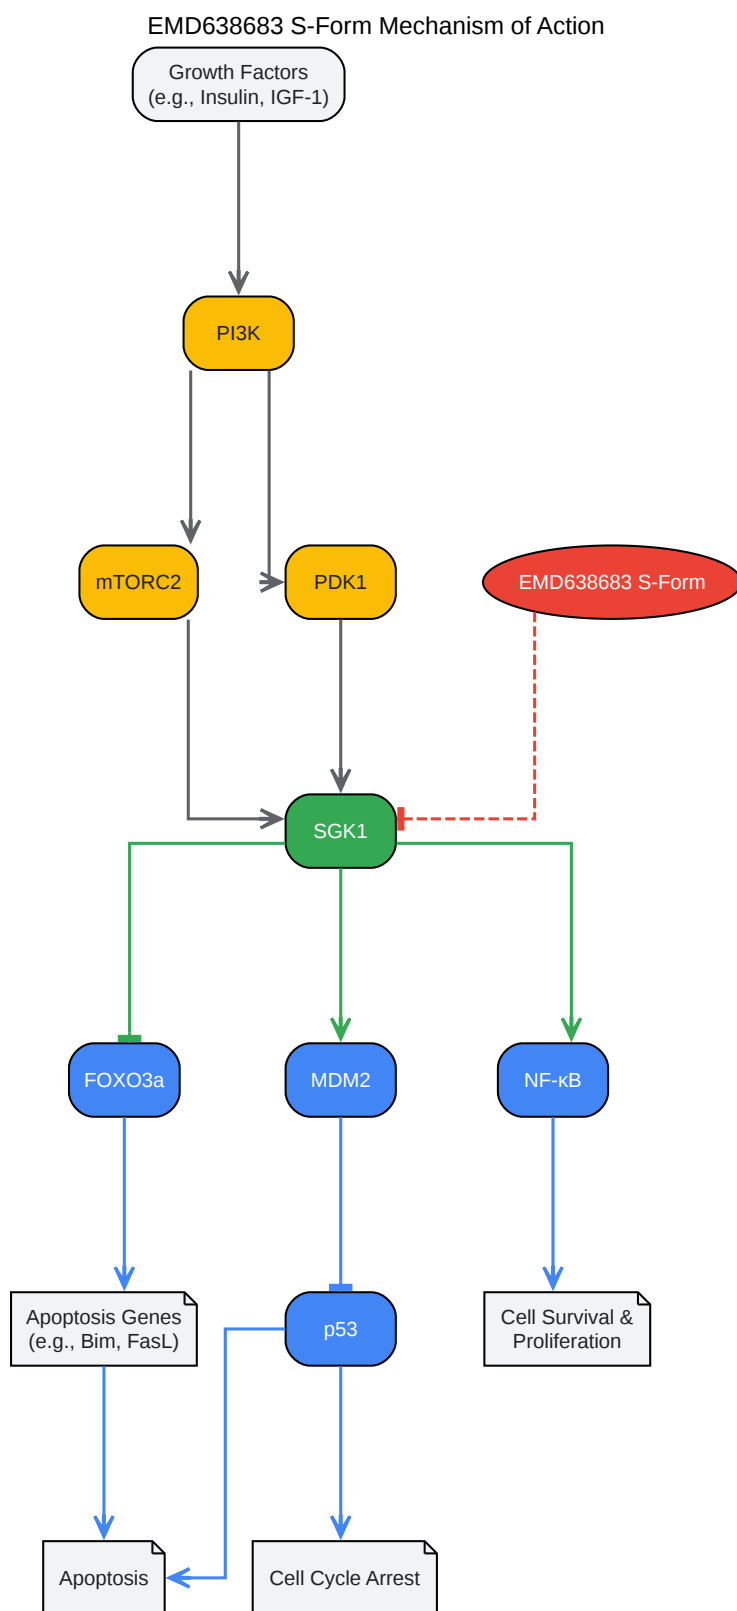 EMD638683 S-Form Mechanism of Action
Growth Factors
(e.g., Insulin, IGF-1)
PI3K
mTORC2
PDK1
EMD638683 S-Form
SGK1
FOXO3a
MDM2
NF-κB
Apoptosis Genes
(e.g., Bim, FasL)
p53
Cell Survival &
Proliferation
Apoptosis
Cell Cycle Arrest